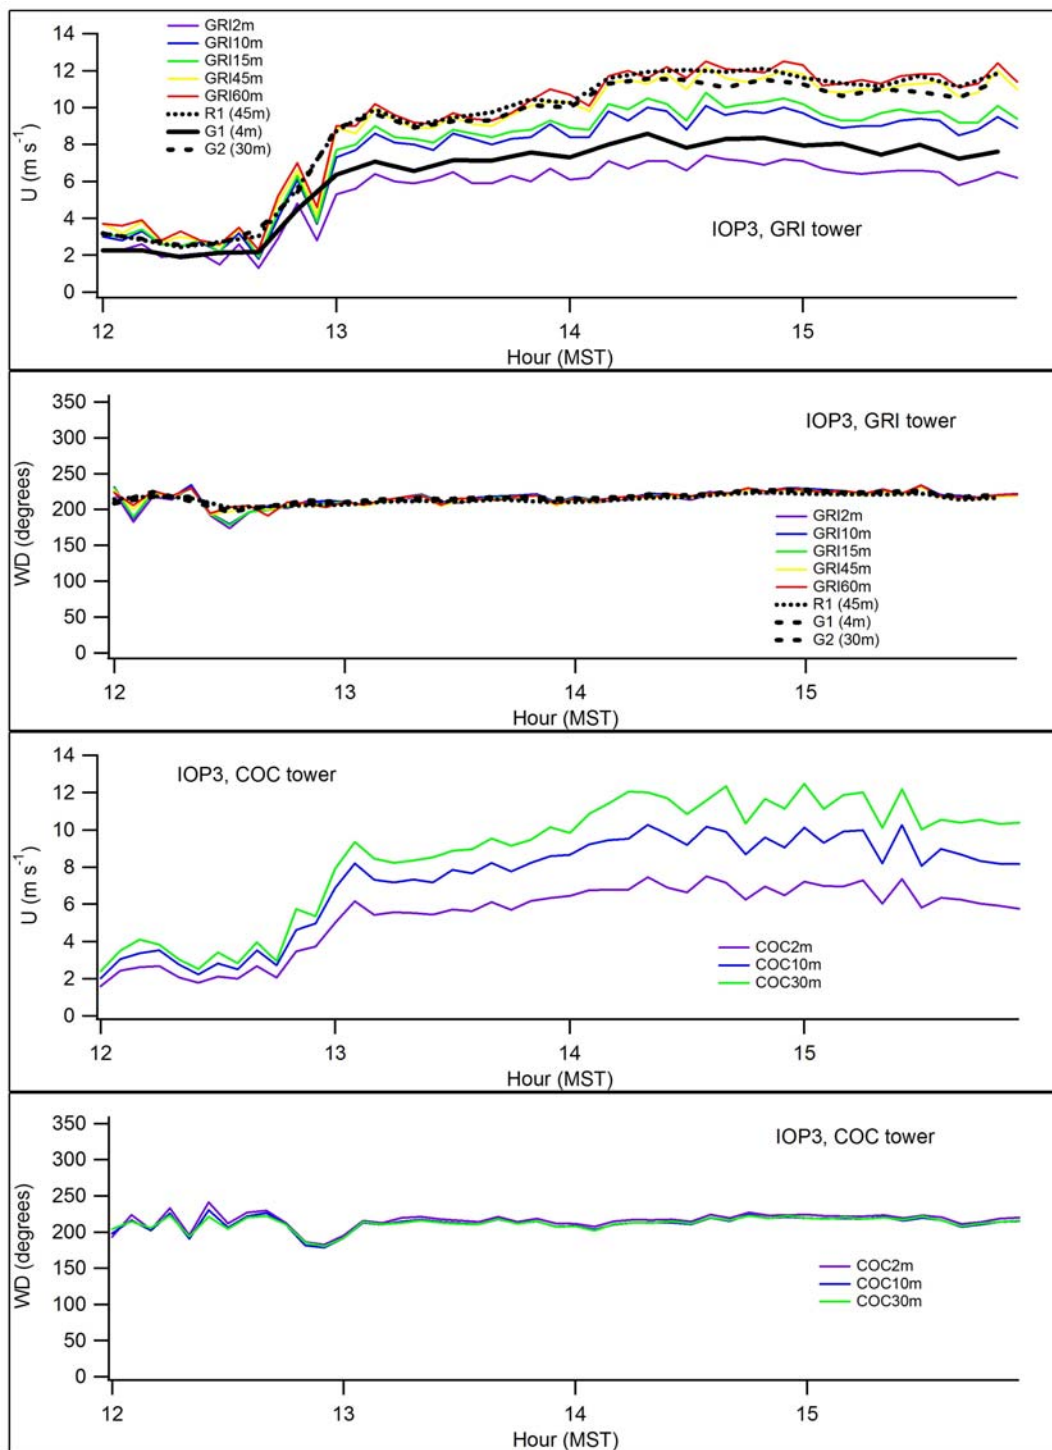 GRI2m
GRI10m
GRI15m
GRI45m
GRI60m
R1 (45m)
G1 (4m)
G2 (30m)
14
12
10
8
6
4
2
0
U (m s⁻¹)
IOP3, GRI tower
12 13 14 15
Hour (MST)
350
300
250
200
150
100
50
0
WD (degrees)
IOP3, GRI tower
GRI2m
GRI10m
GRI15m
GRI45m
GRI60m
R1 (45m)
G1 (4m)
G2 (30m)
12 13 14 15
Hour (MST)
14
12
10
8
6
4
2
0
U (m s⁻¹)
IOP3, COC tower
COC2m
COC10m
COC30m
12 13 14 15
Hour (MST)
350
300
250
200
150
100
50
0
WD (degrees)
IOP3, COC tower
COC2m
COC10m
COC30m
12 13 14 15
Hour (MST)